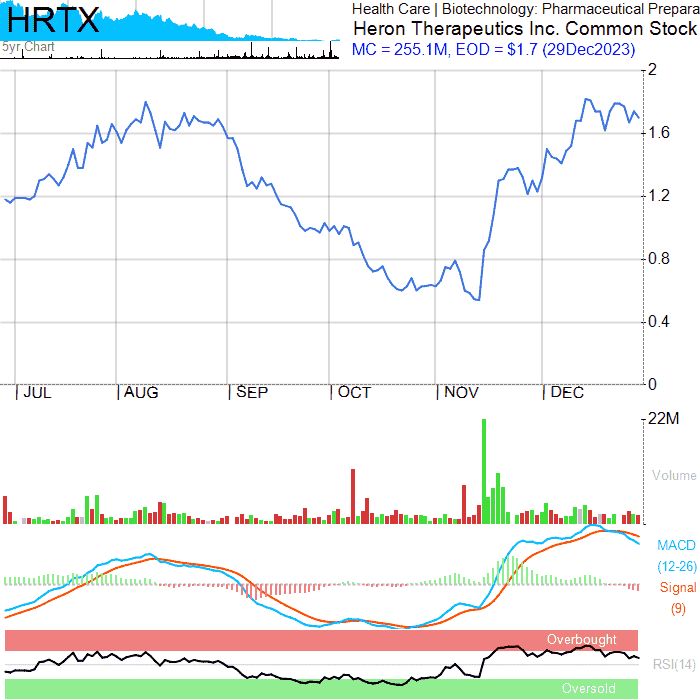 HRTX
5yr Chart
Health Care | Biotechnology: Pharmaceutical Prepara
Heron Therapeutics Inc. Common Stock
MC = 255.1M, EOD = $1.7 (29Dec2023)
2
1.6
1.2
0.8
0.4
0
JUL AUG SEP OCT NOV DEC
22M
Volume
MACD
(12-26)
Signal
(9)
Overbought
RSI(14)
Oversold